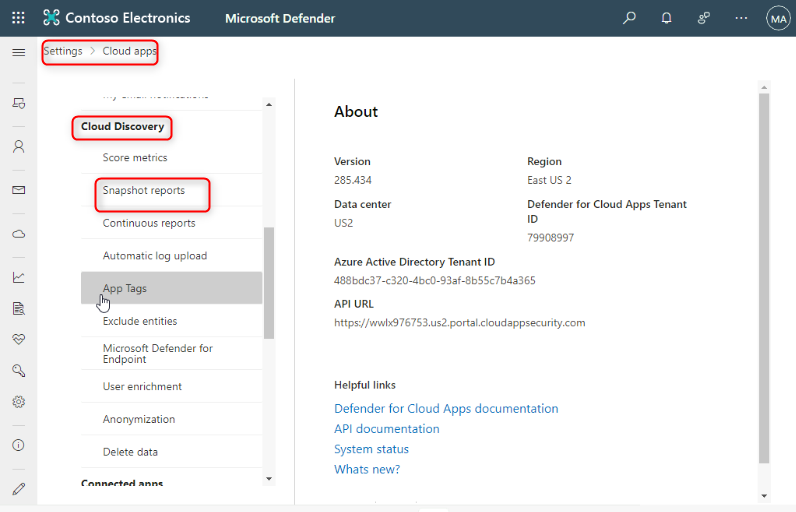 Contoso Electronics
Microsoft Defender
MA
Settings > Cloud apps
My email notifications
Cloud Discovery
Score metrics
Snapshot reports
Continuous reports
Automatic log upload
App Tags
Exclude entities
Microsoft Defender for
Endpoint
User enrichment
Anonymization
Delete data
Connected apps
About
Version
285.434
Region
East US 2
Data center
US2
Defender for Cloud Apps Tenant
ID
79908997
Azure Active Directory Tenant ID
488bdc37-c320-4bc0-93af-8b55c7b4a365
API URL
https://wwlx976753.us2.portal.cloudappsecurity.com
Helpful links
Defender for Cloud Apps documentation
API documentation
System status
Whats new?